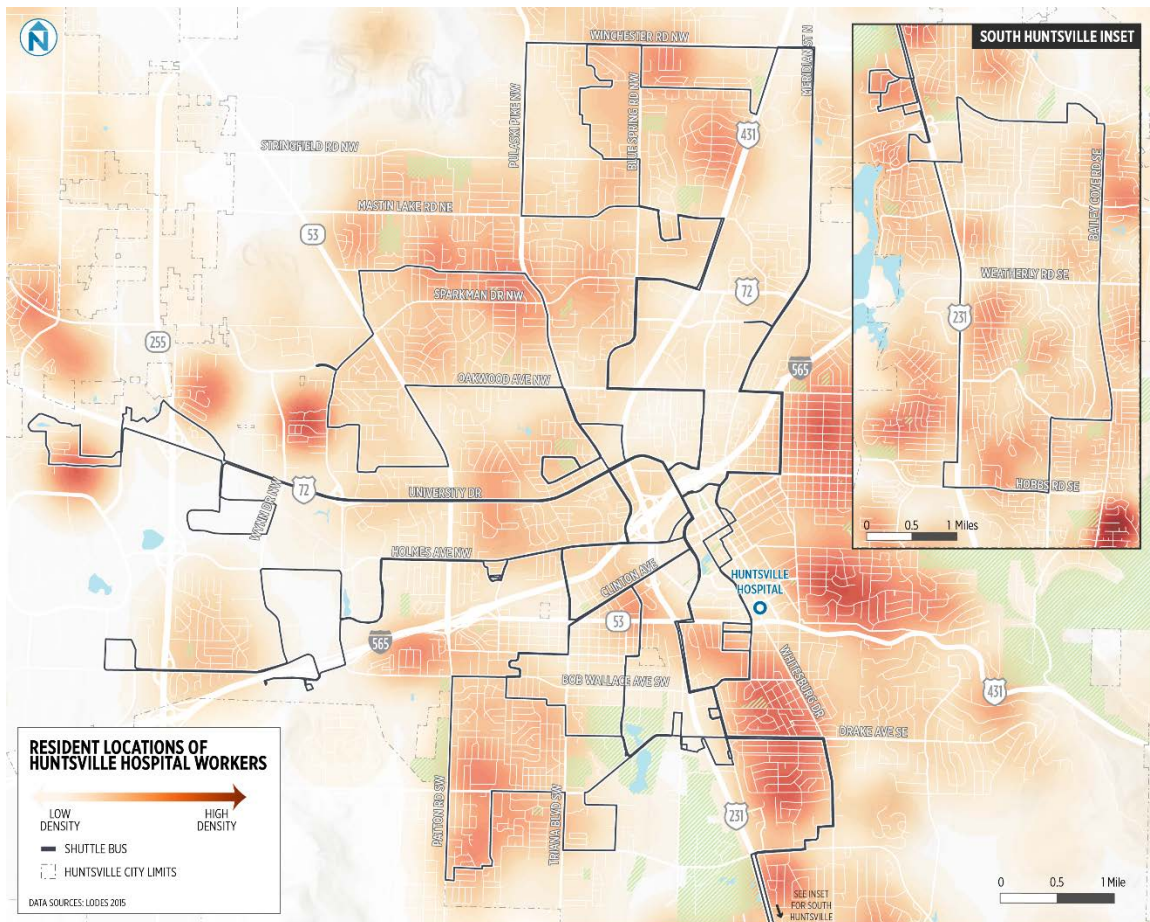 N
WINCHESTER RD NW
MERIDIAN ST N
SOUTH HUNTSVILLE INSET
PULASKI PIKE NW
BLUE SPRING RD NW
431
STRINGFIELD RD NW
MASTIN LAKE RD NE
53
BAILEY COVE RD SE
WEATHERLY RD SE
SPARKMAN DR NW
72
231
255
565
OAKWOOD AVE NW
HOBBS RD SE
0 0.5 1 Miles
72
UNIVERSITY DR
WYNN DR NW
HOLMES AVE NW
CLINTON AVE
HUNTSVILLE
HOSPITAL
53
565
WHITESBURG DR
BOB WALLACE AVE SW
431
DRAKE AVE SE
PATTON RD SW
TRIANA BLVD SW
231
RESIDENT LOCATIONS OF
HUNTSVILLE HOSPITAL WORKERS
LOW
DENSITY
HIGH
DENSITY
SHUTTLE BUS
HUNTSVILLE CITY LIMITS
DATA SOURCES: LODES 2015
SEE INSET
FOR SOUTH
HUNTSVILLE
0 0.5 1 Mile